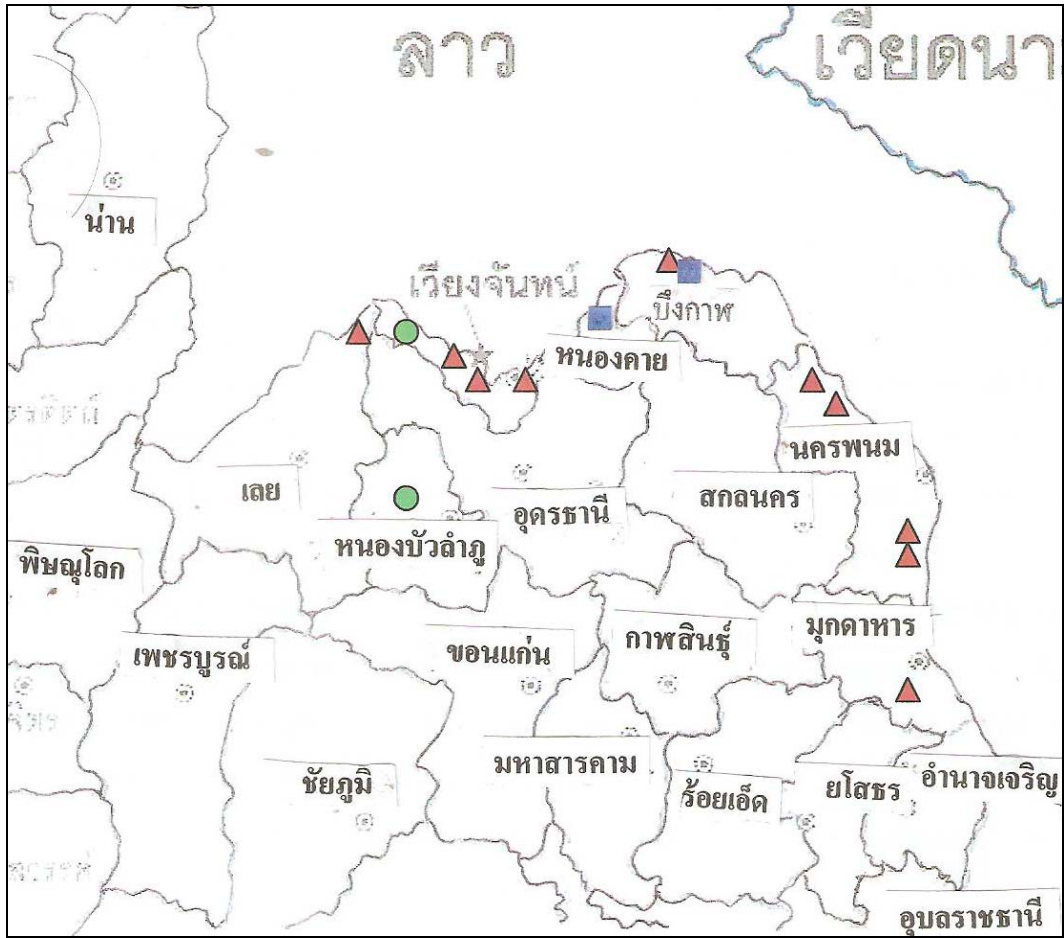 ลาว
เวียดนา
น่าน
เวียงจันทน์
บึงกาฬ
หนองคาย
นครพนม
เลย
อุดรธานี
สกลนคร
หนองบัวลำภู
พิษณุโลก
มุกดาหาร
กาฬสินธุ์
ขอนแก่น
เพชรบูรณ์
มหาสารคาม
ชัยภูมิ
ร้อยเอ็ด
ยโสธร
อำนาจเจริญ
อุบลราชธานี